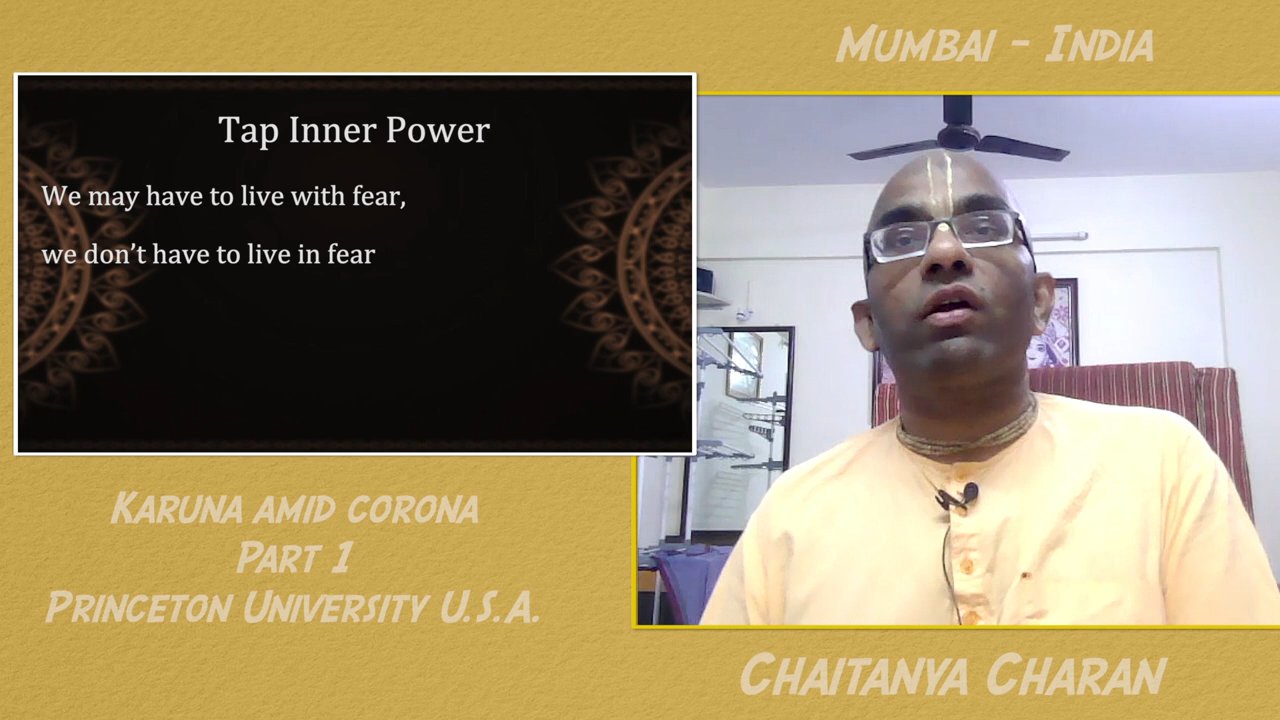 Mumbai - India
Tap Inner Power
We may have to live with fear,
we don't have to live in fear
Karuna amid corona
Part 1
Princeton University U.S.A.
Chaitanya Charan